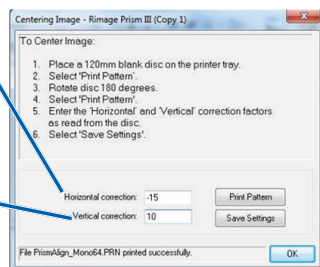 Centering Image - Rimage Prism III (Copy 1)
To Center Image:
1. Place a 120mm blank disc on the printer tray.
2. Select 'Print Pattern'.
3. Rotate disc 180 degrees.
4. Select 'Print Pattern'.
5. Enter the 'Horizontal' and 'Vertical' correction factors
as read from the disc.
6. Select 'Save Settings'.
Horizontal correction: -15 Print Pattern
Vertical correction: 10 Save Settings
File PrismAlign_Mono64.PRN printed successfully. OK